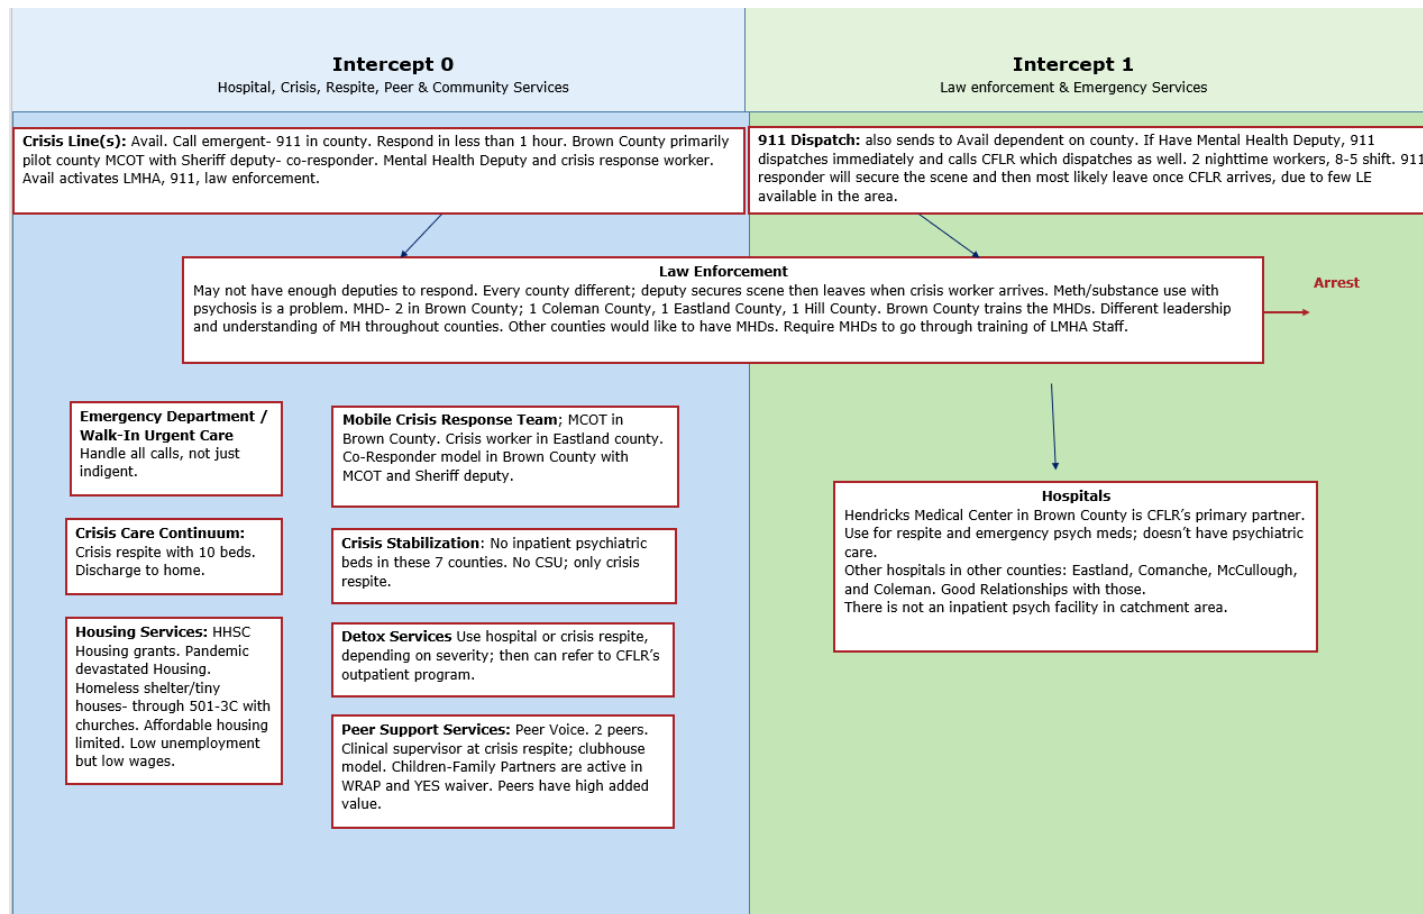 Intercept 0
Hospital, Crisis, Respite, Peer & Community Services
Intercept 1
Law enforcement & Emergency Services
Crisis Line(s): Avail. Call emergent- 911 in county. Respond in less than 1 hour. Brown County primarily
pilot county MCOT with Sheriff deputy- co-responder. Mental Health Deputy and crisis response worker.
Avail activates LMHA, 911, law enforcement.
911 Dispatch: also sends to Avail dependent on county. If Have Mental Health Deputy, 911
dispatches immediately and calls CFLR which dispatches as well. 2 nighttime workers, 8-5 shift. 911
responder will secure the scene and then most likely leave once CFLR arrives, due to few LE
available in the area.
Law Enforcement
May not have enough deputies to respond. Every county different; deputy secures scene then leaves when crisis worker arrives. Meth/substance use with
psychosis is a problem. MHD- 2 in Brown County; 1 Coleman County, 1 Eastland County, 1 Hill County. Brown County trains the MHDs. Different leadership
and understanding of MH throughout counties. Other counties would like to have MHDs. Require MHDs to go through training of LMHA Staff.
Arrest
Emergency Department /
Walk-In Urgent Care
Handle all calls, not just
indigent.
Mobile Crisis Response Team; MCOT in
Brown County. Crisis worker in Eastland county.
Co-Responder model in Brown County with
MCOT and Sheriff deputy.
Crisis Care Continuum:
Crisis respite with 10 beds.
Discharge to home.
Crisis Stabilization: No inpatient psychiatric
beds in these 7 counties. No CSU; only crisis
respite.
Housing Services: HHSC
Housing grants. Pandemic
devastated Housing.
Homeless shelter/tiny
houses- through 501-3C with
churches. Affordable housing
limited. Low unemployment
but low wages.
Detox Services Use hospital or crisis respite,
depending on severity; then can refer to CFLR's
outpatient program.
Peer Support Services: Peer Voice. 2 peers.
Clinical supervisor at crisis respite; clubhouse
model. Children-Family Partners are active in
WRAP and YES waiver. Peers have high added
value.
Hospitals
Hendricks Medical Center in Brown County is CFLR's primary partner.
Use for respite and emergency psych meds; doesn't have psychiatric
care.
Other hospitals in other counties: Eastland, Comanche, McCullough,
and Coleman. Good Relationships with those.
There is not an inpatient psych facility in catchment area.